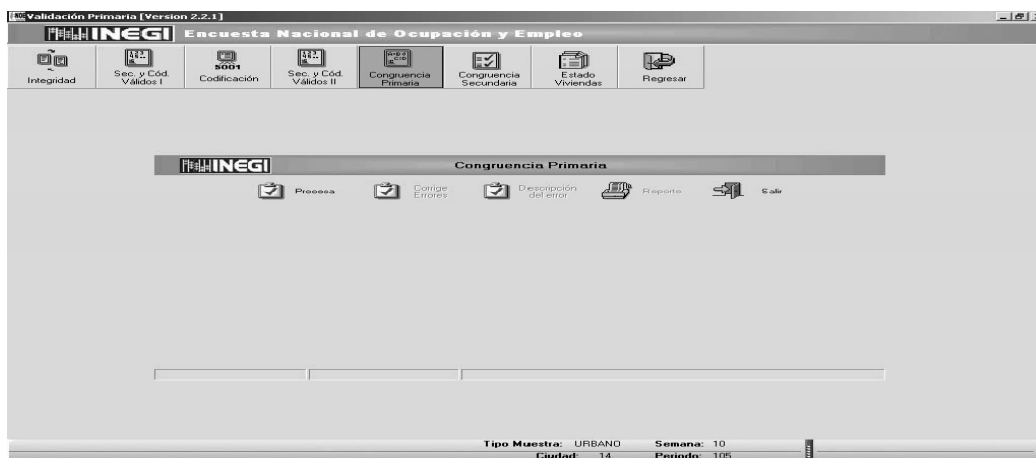 Validación Primaria [Version 2.2.1]
INEGI Encuesta Nacional de Ocupación y Empleo
Integridad
Sec. y Cód. Válidos I
S001
Codificación
Sec. y Cód. Válidos II
Congruencia Primaria
Congruencia Secundaria
Estado Viviendas
Regresar
INEGI Congruencia Primaria
Procesa
Corrige Errores
Descripción del error
Reporte
Salir
Tipo Muestra: URBANO Semana: 10
Ciudad: 14 Periodo: 105